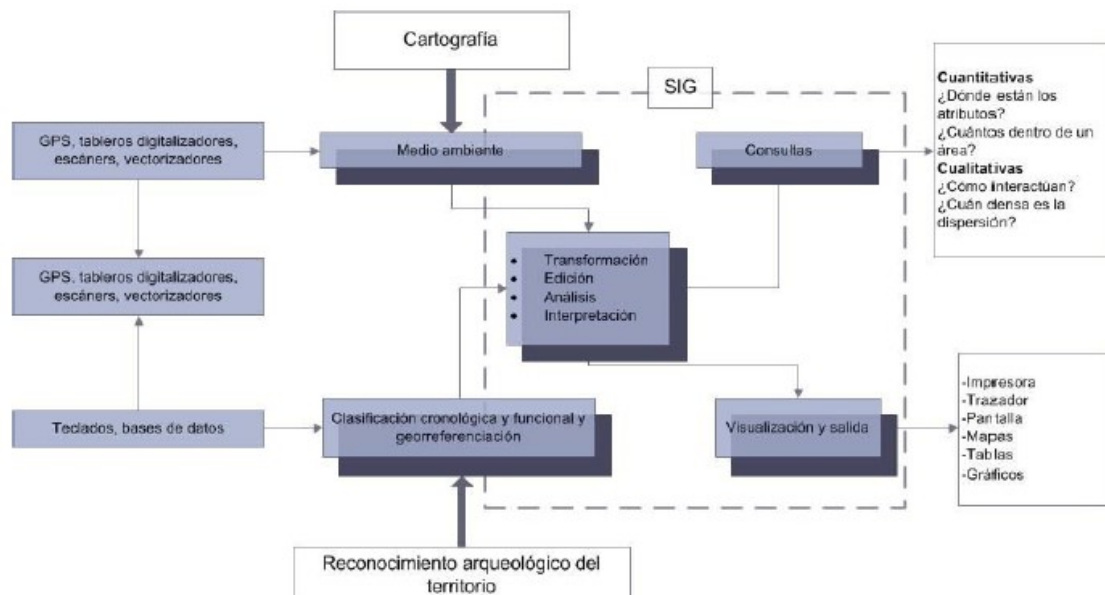 Cartografía
SIG
Cuantitativas
¿Dónde están los
atributos?
¿Cuántos dentro de un
área?
Cualitativas
¿Cómo interactúan?
¿Cuán densa es la
dispersión?
GPS, tableros digitalizadores,
escáners, vectorizadores
Medio ambiente
Consultas
GPS, tableros digitalizadores,
escáners, vectorizadores
• Transformación
• Edición
• Análisis
• Interpretación
Teclados, bases de datos
Clasificación cronológica y funcional y
georreferenciación
Visualización y salida
-Impresora
-Trazador
-Pantalla
-Mapas
-Tablas
-Gráficos
Reconocimiento arqueológico del
territorio